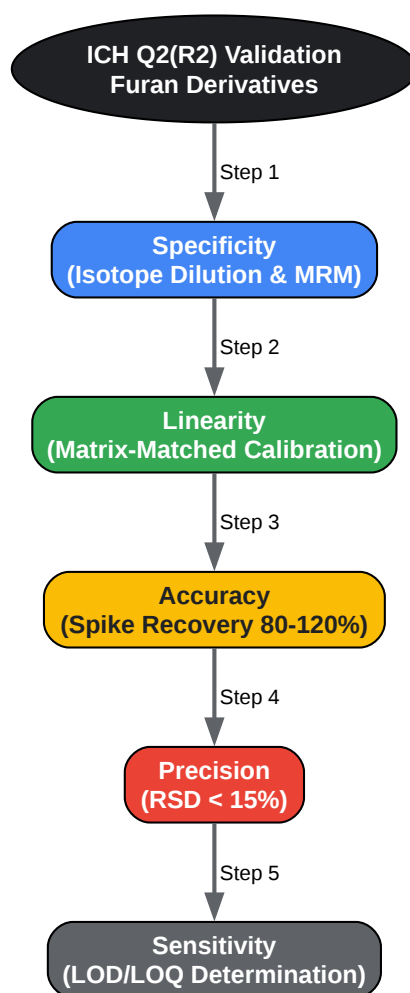 ICH Q2(R2) Validation
Furan Derivatives
Step 1
Specificity
(Isotope Dilution & MRM)
Step 2
Linearity
(Matrix-Matched Calibration)
Step 3
Accuracy
(Spike Recovery 80-120%)
Step 4
Precision
(RSD < 15%)
Step 5
Sensitivity
(LOD/LOQ Determination)